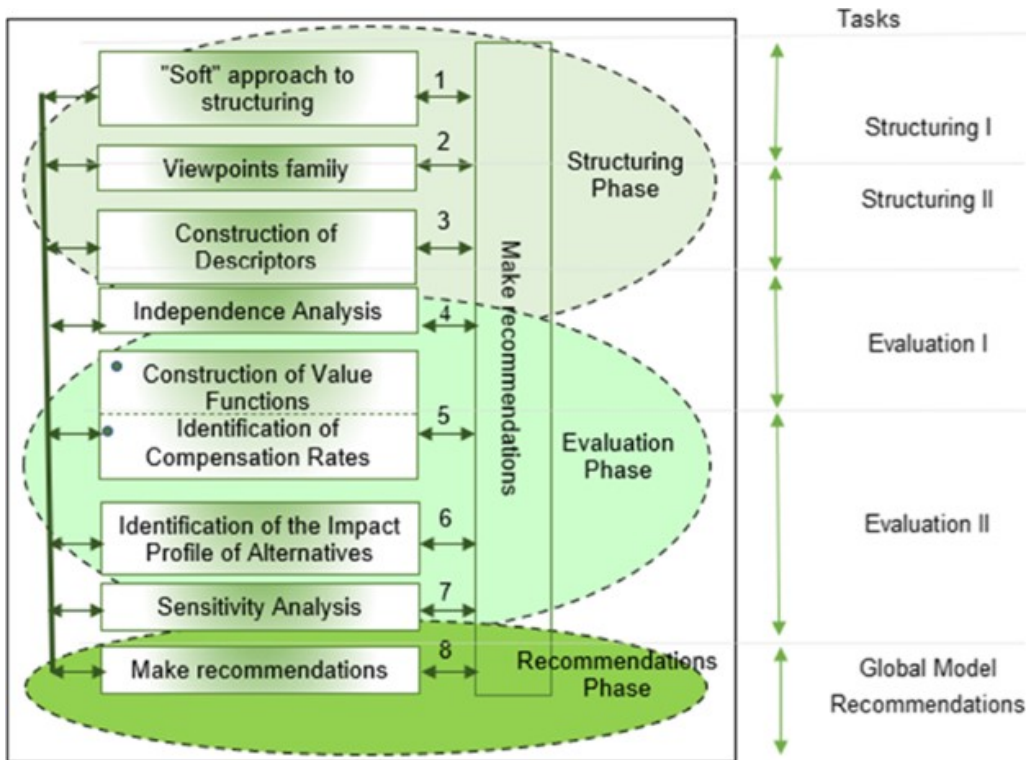 Tasks
"Soft" approach to
structuring
1
Structuring I
Viewpoints family
2
Structuring
Phase
Structuring II
Construction of
Descriptors
3
Make recommendations
Independence Analysis
4
Evaluation I
Construction of Value
Functions
Identification of
Compensation Rates
5
Evaluation
Phase
Identification of the Impact
Profile of Alternatives
6
Evaluation II
Sensitivity Analysis
7
Make recommendations
8
Recommendations
Phase
Global Model
Recommendations